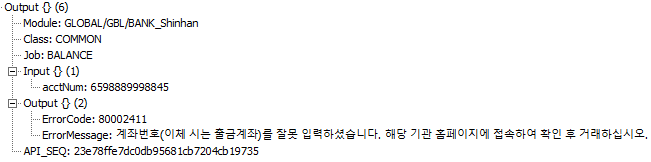 Output {} (6)
Module: GLOBAL/GBL/BANK_Shinhan
Class: COMMON
Job: BALANCE
Input {} (1)
acctNum: 6598889998845
Output {} (2)
ErrorCode: 80002411
ErrorMessage: 계좌번호(이체 시는 출금계좌)를 잘못 입력하셨습니다. 해당 기관 홈페이지에 접속하여 확인 후 거래하십시오.
API_SEQ: 23e78ffe7dc0db95681cb7204cb19735